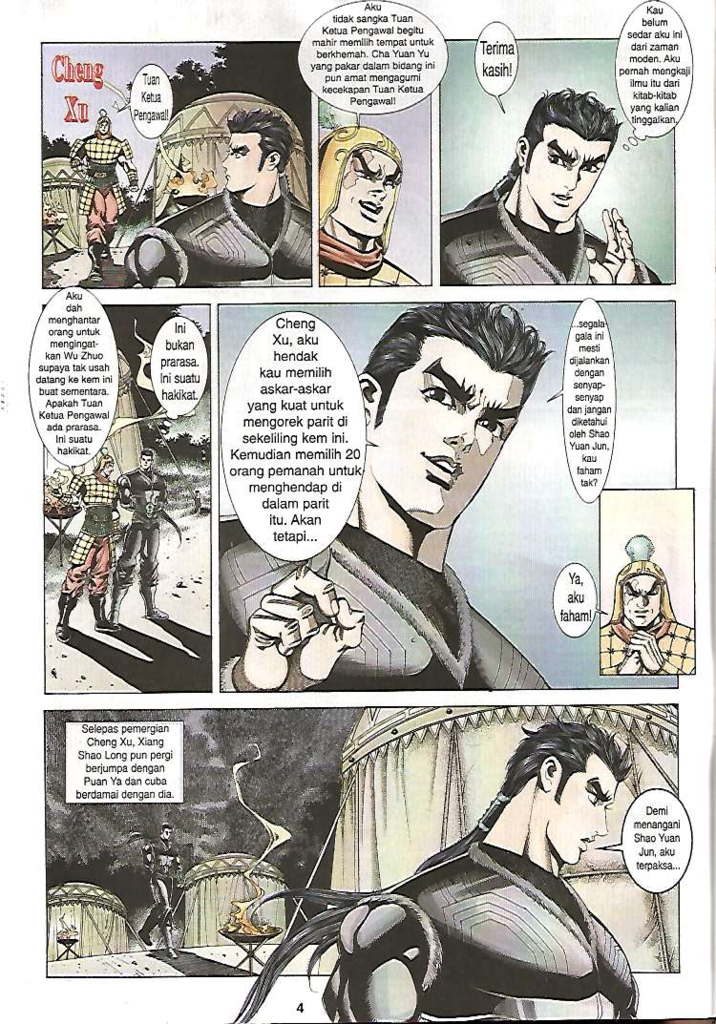 Cheng
Xu
Tuan
Ketua
Pengawal!
Aku
tidak sangka Tuan
Ketua Pengawal begitu
mahir memilih tempat untuk
berkhemah. Cha Yuan Yu
yang pakar dalam bidang ini
pun amat mengagumi
kecekapan Tuan Ketua
Pengawal!
Terima
kasih!
Kau
belum
sedar aku ini
dari zaman
moden. Aku
pernah mengkaji
ilmu itu dari
kitab-kitab
yang kalian
tinggalkan.
Aku
dah
menghantar
orang untuk
mengingat-
kan Wu Zhuo
supaya tak usah
datang ke kem ini
buat sementara.
Apakah Tuan
Ketua Pengawal
ada prarasa.
Ini suatu
hakikat.
Ini
bukan
prarasa.
Ini suatu
hakikat.
Cheng
Xu, aku
hendak
kau memilih
askar-askar
yang kuat untuk
mengorek parit di
sekeliling kem ini.
Kemudian memilih 20
orang pemanah untuk
menghendap di
dalam parit
itu. Akan
tetapi...
...segala-
gala ini
mesti
dijalankan
dengan
senyap-
senyap
dan jangan
diketahui
oleh Shao
Yuan Jun,
kau
faham
tak?
Ya,
aku
faham!
Selepas pemergian
Cheng Xu, Xiang
Shao Long pun pergi
berjumpa dengan
Puan Ya dan cuba
berdamai dengan dia.
Demi
menangani
Shao Yuan
Jun, aku
terpaksa...
4